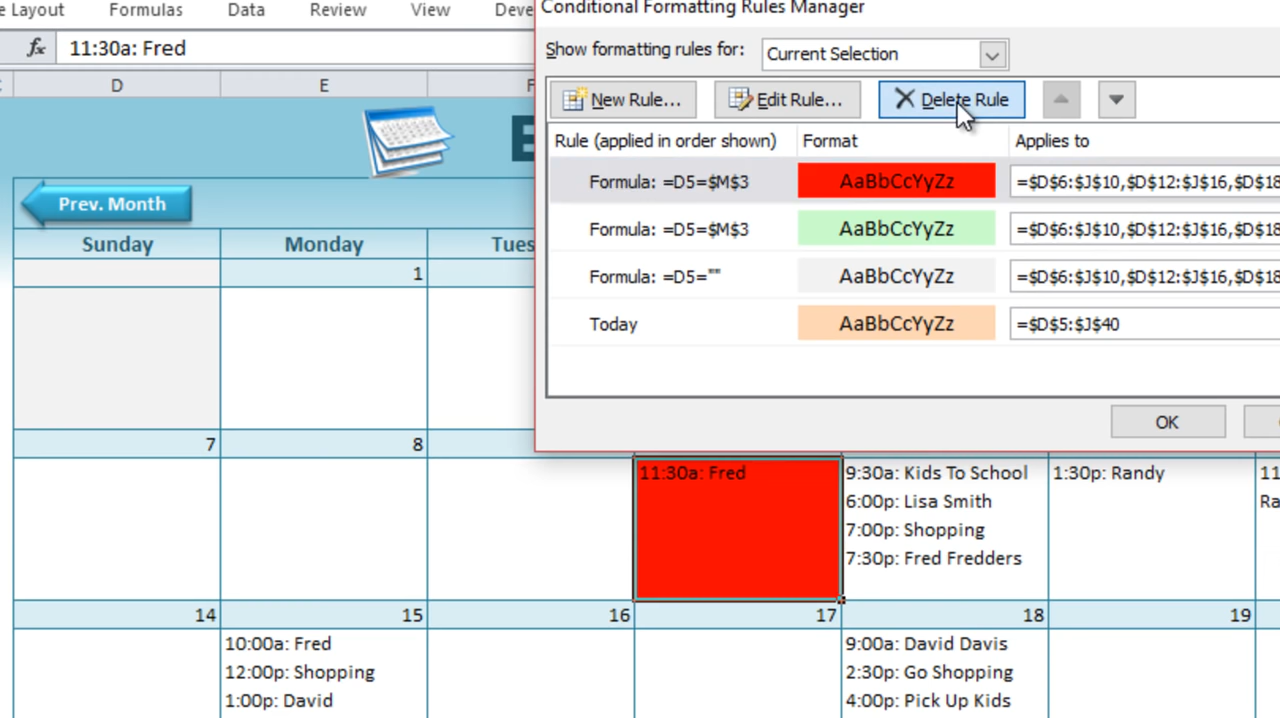 e Layout Formulas Data Review View Deve
Conditional Formatting Rules Manager
fx 11:30a: Fred
Show formatting rules for: Current Selection
New Rule... Edit Rule... Delete Rule
D E F
Rule (applied in order shown) Format Applies to
Formula: =D5=$M$3 AaBbCcYyZz =$D$6:$J$10,$D$12:$J$16,$D$18
Formula: =D5=$M$3 AaBbCcYyZz =$D$6:$J$10,$D$12:$J$16,$D$18
Formula: =D5="" AaBbCcYyZz =$D$6:$J$10,$D$12:$J$16,$D$18
Today AaBbCcYyZz =$D$5:$J$40
OK
Prev. Month
Sunday Monday Tues
1
7 8
11:30a: Fred 9:30a: Kids To School 1:30p: Randy 11
6:00p: Lisa Smith Ra
7:00p: Shopping
7:30p: Fred Fredders
14 15 16 17 18 19
10:00a: Fred 9:00a: David Davis
12:00p: Shopping 2:30p: Go Shopping
1:00p: David 4:00p: Pick Up Kids